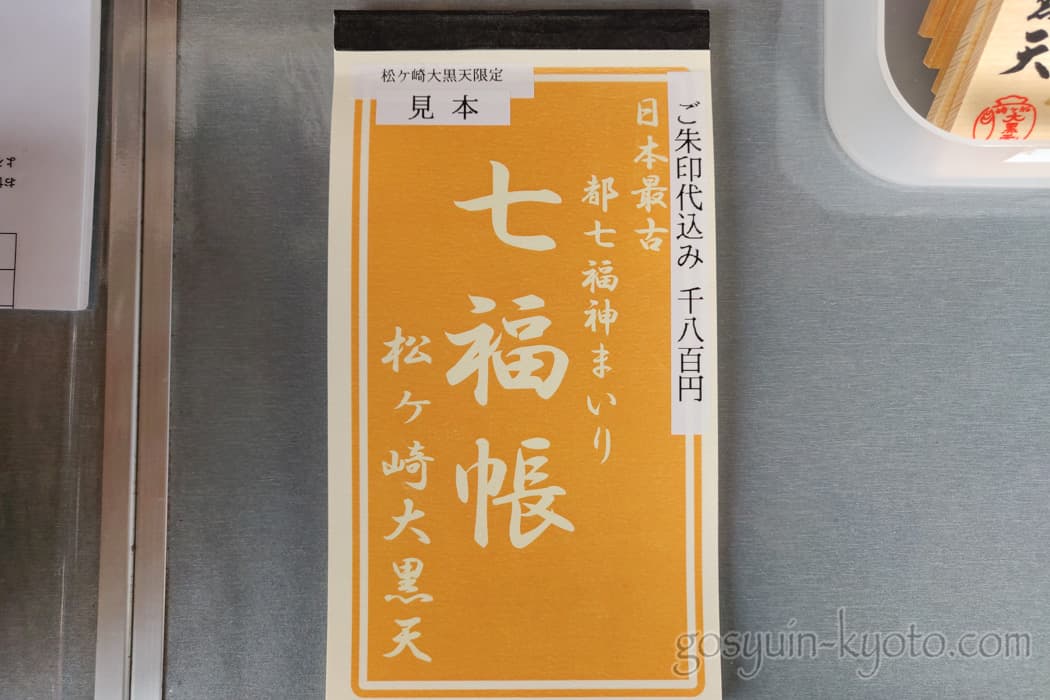 松ケ崎大黒天限定
見本
ご朱印代込み 千八百円
日本最古
都七福神まいり
七福帳
松ケ崎大黒天
天
gosyuin-kyoto.com